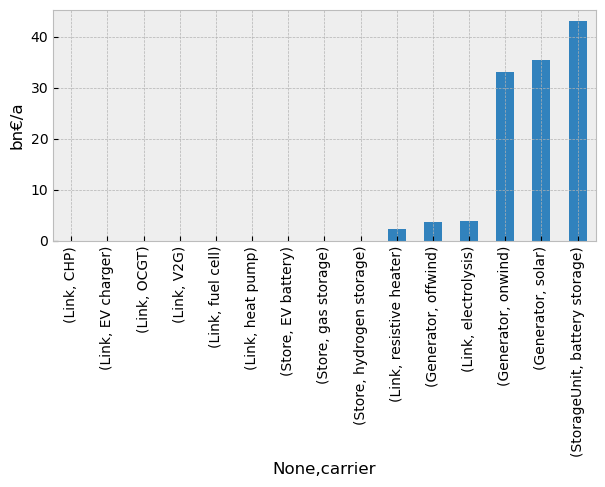 40
30
20
10
0
bn€/a
(Link, CHP)
(Link, EV charger)
(Link, OCGT)
(Link, V2G)
(Link, fuel cell)
(Link, heat pump)
(Store, EV battery)
(Store, gas storage)
(Store, hydrogen storage)
(Link, resistive heater)
(Generator, offwind)
(Link, electrolysis)
(Generator, onwind)
(Generator, solar)
(StorageUnit, battery storage)
None,carrier